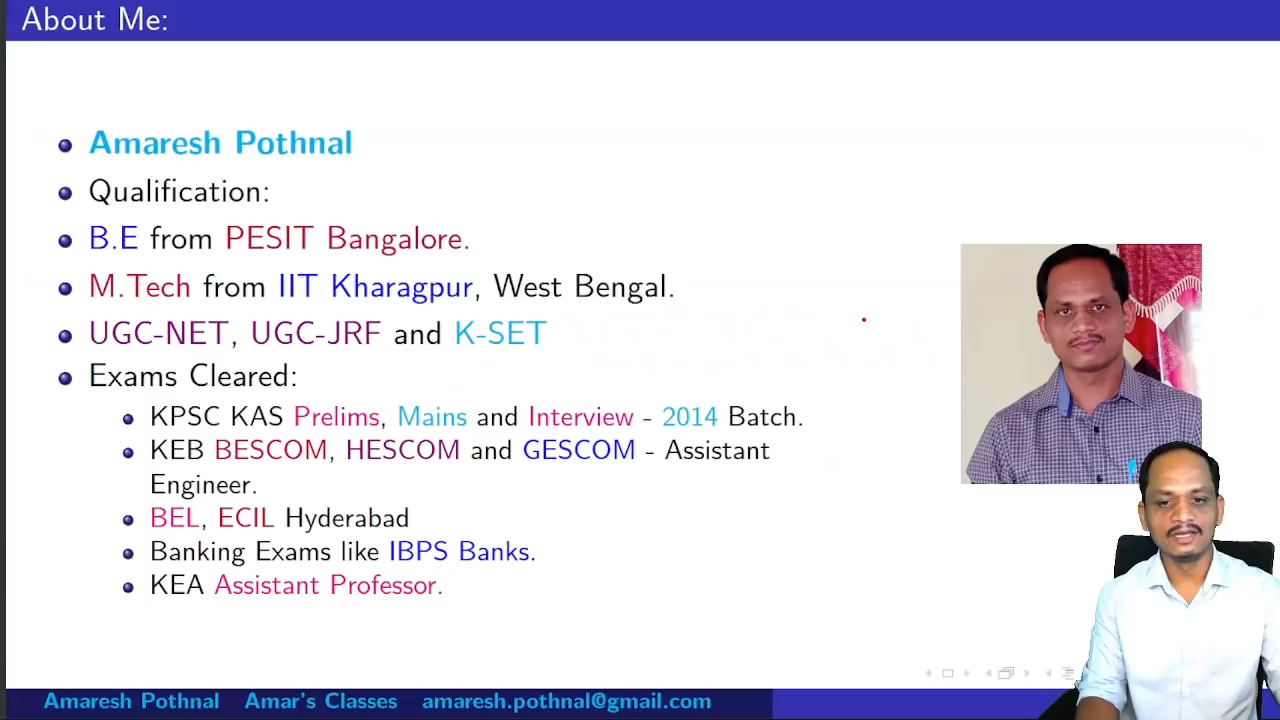 About Me:
Amaresh Pothnal
Qualification:
B.E from PESIT Bangalore.
M.Tech from IIT Kharagpur, West Bengal.
UGC-NET, UGC-JRF and K-SET
Exams Cleared:
KPSC KAS Prelims, Mains and Interview - 2014 Batch.
KEB BESCOM, HESCOM and GESCOM - Assistant
Engineer.
BEL, ECIL Hyderabad
Banking Exams like IBPS Banks.
KEA Assistant Professor.
Amaresh Pothnal Amar's Classes amaresh.pothnal@gmail.com